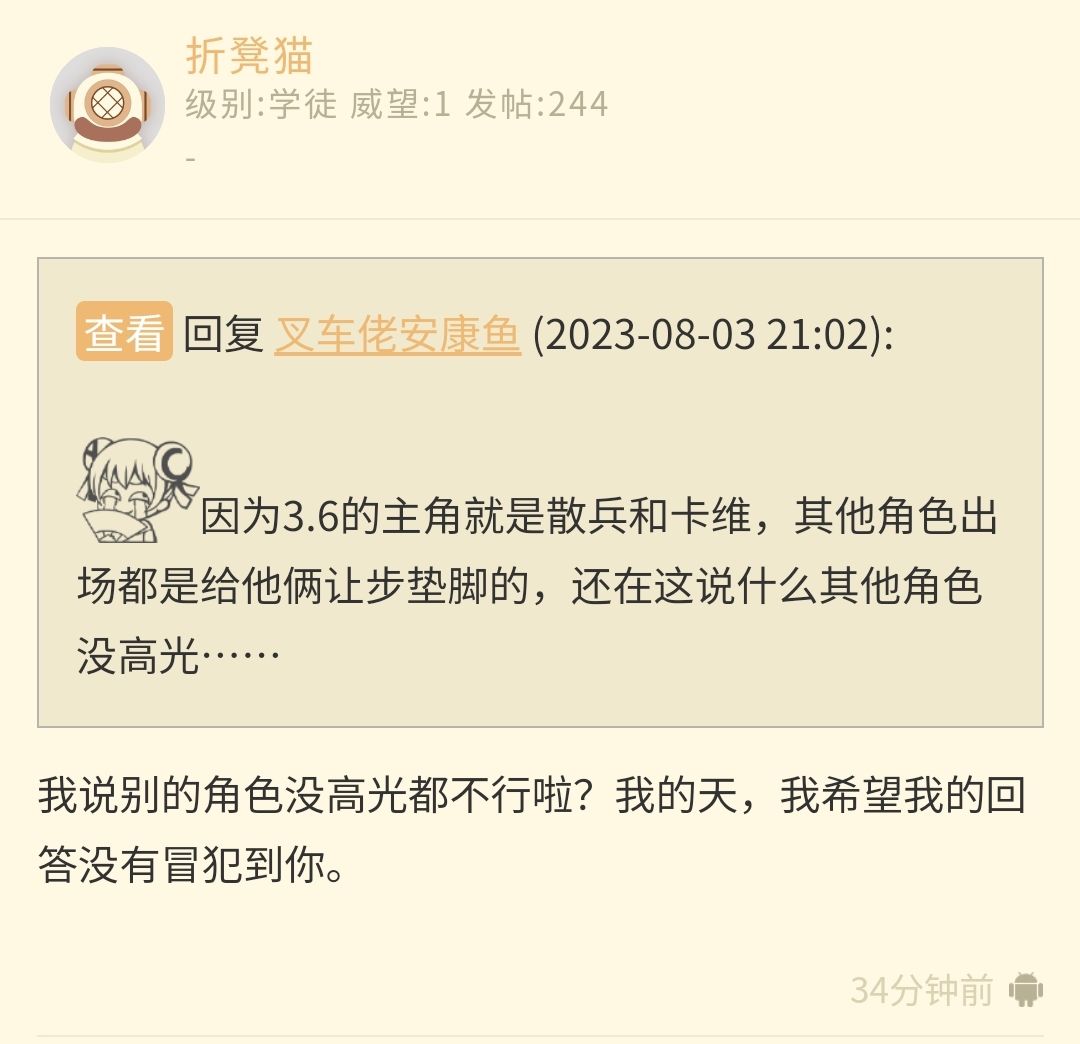 折凳猫
级别:学徒 威望:1 发帖:244
-
查看 回复 叉车佬安康鱼 (2023-08-03 21:02):
因为3.6的主角就是散兵和卡维，其他角色出
场都是给他俩让步垫脚的，还在这说什么其他角色
没高光……
我说别的角色没高光都不行啦？我的天，我希望我的回
答没有冒犯到你。
34分钟前